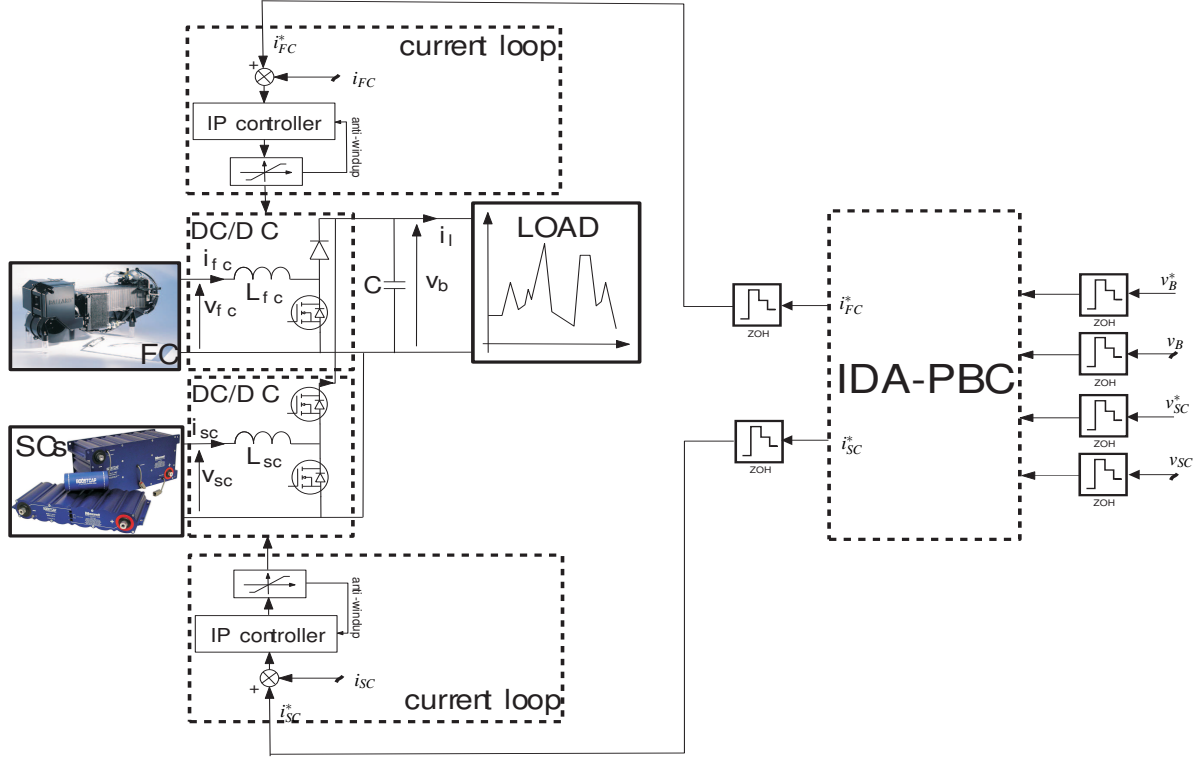 i*FC
current loop
+
iFC
IP controller
anti-windup
DC/D C
ifc
Lfc
vfc
FC
C
vb
il
LOAD
DC/D C
isc
Lsc
vsc
SCs
anti-windup
IP controller
+
iSC
i*SC
current loop
ZOH
i*FC
ZOH
i*SC
IDA-PBC
v*B
ZOH
vB
ZOH
v*SC
ZOH
vSC
ZOH